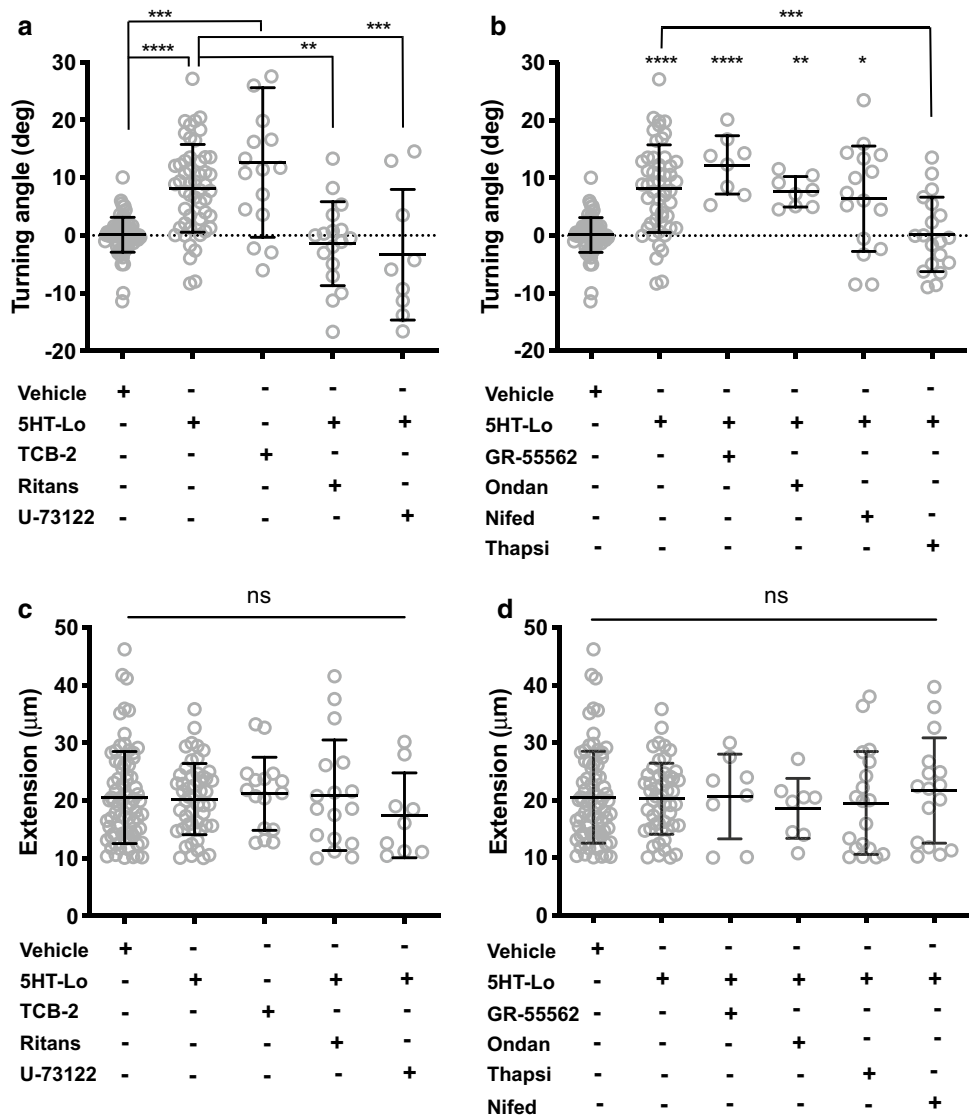 a
***
****
**
***
Turning angle (deg)
30
20
10
0
-10
-20
Vehicle + - - - -
5HT-Lo - + - + +
TCB-2 - - + - -
Ritans - - - + -
U-73122 - - - - +
b
***
**** **** ** *
Turning angle (deg)
30
20
10
0
-10
-20
Vehicle + - - - - -
5HT-Lo - + + + + +
GR-55562 - - + - - -
Ondan - - - + - -
Nifed - - - - + -
Thapsi - - - - - +
c
ns
Extension (μm)
50
40
30
20
10
0
Vehicle + - - - -
5HT-Lo - + - + +
TCB-2 - - + - -
Ritans - - - + -
U-73122 - - - - +
d
ns
Extension (μm)
50
40
30
20
10
0
Vehicle + - - - - -
5HT-Lo - + + + + +
GR-55562 - - + - - -
Ondan - - - + - -
Thapsi - - - - + -
Nifed - - - - - +